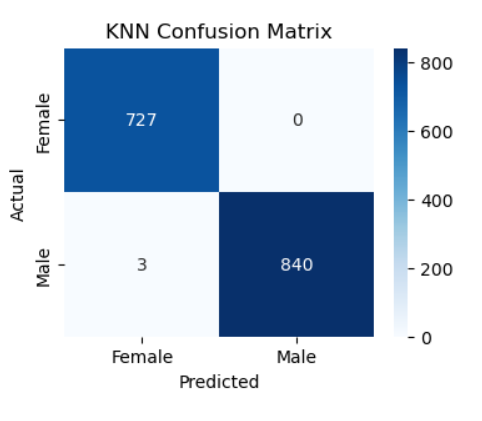 KNN Confusion Matrix
Actual
Female
727
0
Male
3
840
Female
Male
Predicted
800
600
400
200
0